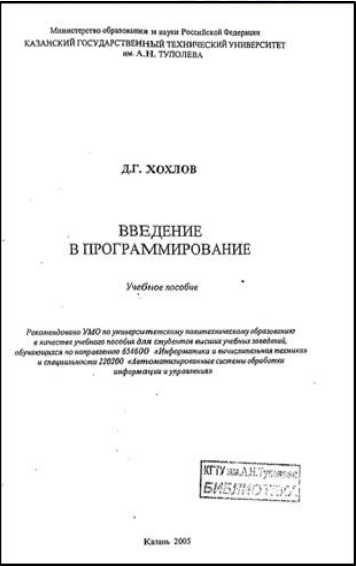 Министерство образования и науки Российской Федерации
КАЗАНСКИЙ ГОСУДАРСТВЕННЫЙ ТЕХНИЧЕСКИЙ УНИВЕРСИТЕТ
им. А.Н. ТУПОЛЕВА
Д.Г. ХОХЛОВ
ВВЕДЕНИЕ
В ПРОГРАММИРОВАНИЕ
Учебное пособие
Рекомендовано УМО по университетскому политехническому образованию
в качестве учебного пособия для студентов высших учебных заведений,
обучающихся по направлению 654600 «Информатика и вычислительная техника»
и специальности 220200 «Автоматизированные системы обработки
информации и управления»
КГТУ им. А.Н. Туполева
БИБЛИОТЕКА
Казань 2005